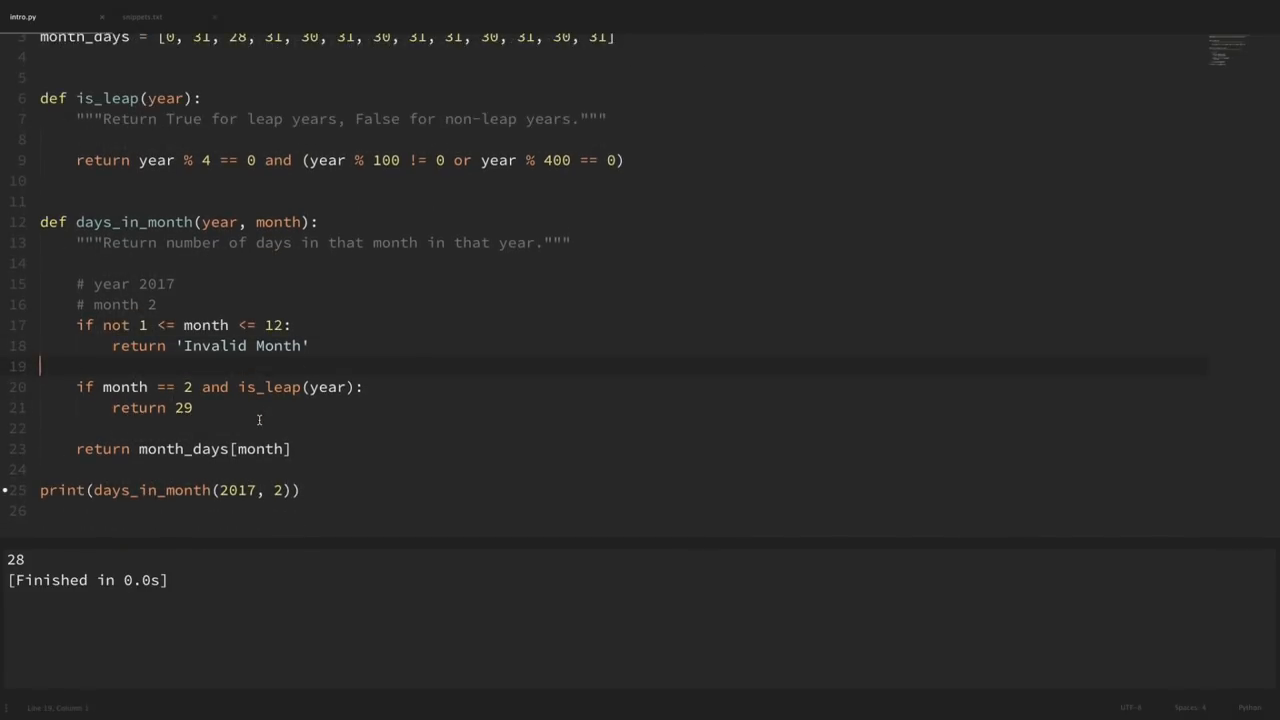 intro.py × snippets.txt ×
3 month_days = [0, 31, 28, 31, 30, 31, 30, 31, 31, 30, 31, 30, 31]
4
5
6 def is_leap(year):
7 """Return True for leap years, False for non-leap years."""
8
9 return year % 4 == 0 and (year % 100 != 0 or year % 400 == 0)
10
11
12 def days_in_month(year, month):
13 """Return number of days in that month in that year."""
14
15 # year 2017
16 # month 2
17 if not 1 <= month <= 12:
18 return 'Invalid Month'
19
20 if month == 2 and is_leap(year):
21 return 29
22
23 return month_days[month]
24
25 print(days_in_month(2017, 2))
26
28
[Finished in 0.0s]
Line 19, Column 1 UTF-8 Spaces: 4 Python